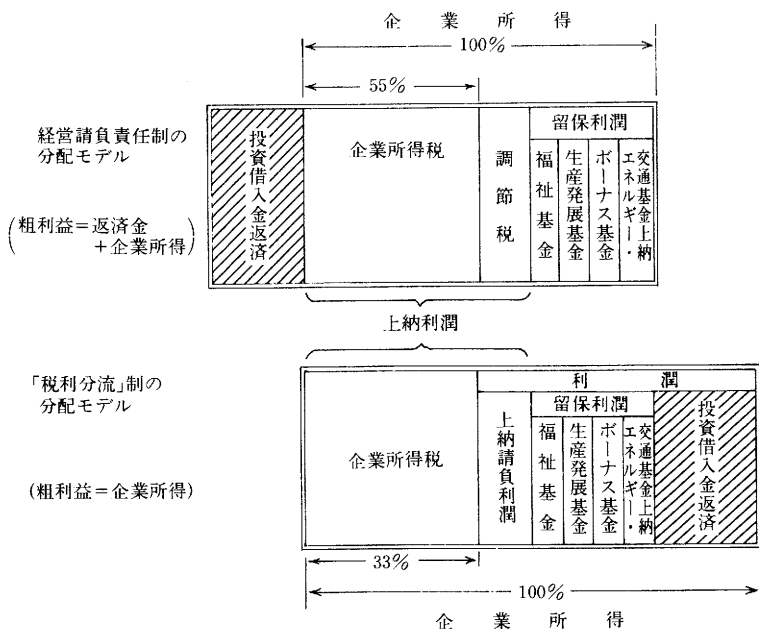 企業所得
100%
55%
経営請負責任制の
分配モデル
(粗利益=返済金
+企業所得)
投資借入金返済
企業所得税
調節税
留保利潤
福祉基金
生産発展基金
ボーナス基金
エネルギー・
交通基金上納
上納利潤
「税利分流」制の
分配モデル
(粗利益=企業所得)
企業所得税
利潤
上納請負利潤
留保利潤
福祉基金
生産発展基金
ボーナス基金
エネルギー・
交通基金上納
投資借入金返済
33%
100%
企業所得